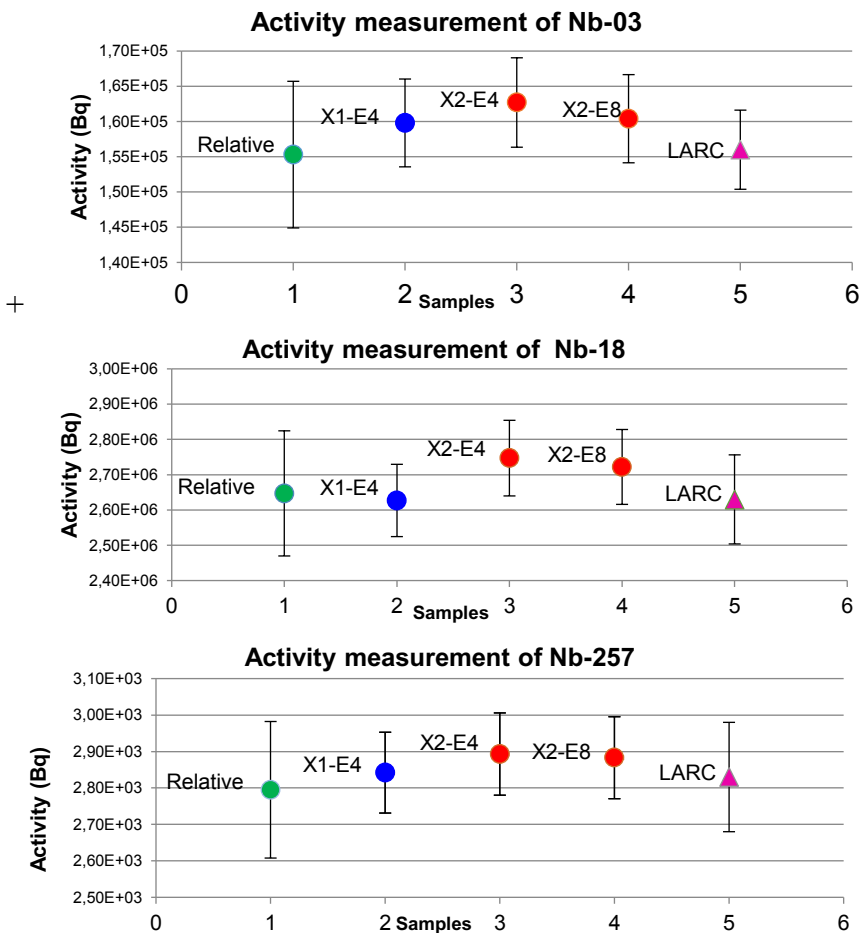 Activity measurement of Nb-03
Activity (Bq)
1,70E+05
1,65E+05
1,60E+05
1,55E+05
1,50E+05
1,45E+05
1,40E+05
Relative
X1-E4
X2-E4
X2-E8
LARC
0 1 2 3 4 5 6
Samples
+
Activity measurement of Nb-18
Activity (Bq)
3,00E+06
2,90E+06
2,80E+06
2,70E+06
2,60E+06
2,50E+06
2,40E+06
Relative
X1-E4
X2-E4
X2-E8
LARC
0 1 2 3 4 5 6
Samples
Activity measurement of Nb-257
Activity (Bq)
3,10E+03
3,00E+03
2,90E+03
2,80E+03
2,70E+03
2,60E+03
2,50E+03
Relative
X1-E4
X2-E4
X2-E8
LARC
0 1 2 3 4 5 6
Samples